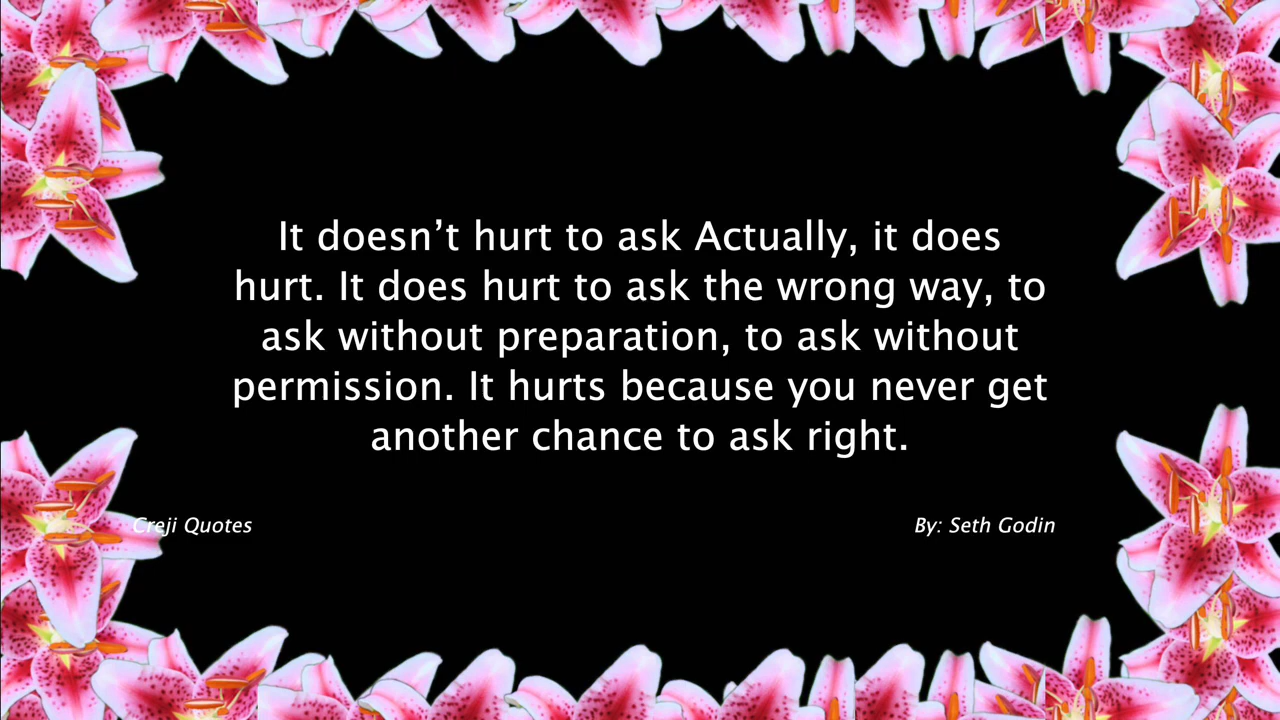 It doesn’t hurt to ask Actually, it does
hurt. It does hurt to ask the wrong way, to
ask without preparation, to ask without
permission. It hurts because you never get
another chance to ask right.
Creji Quotes
By: Seth Godin